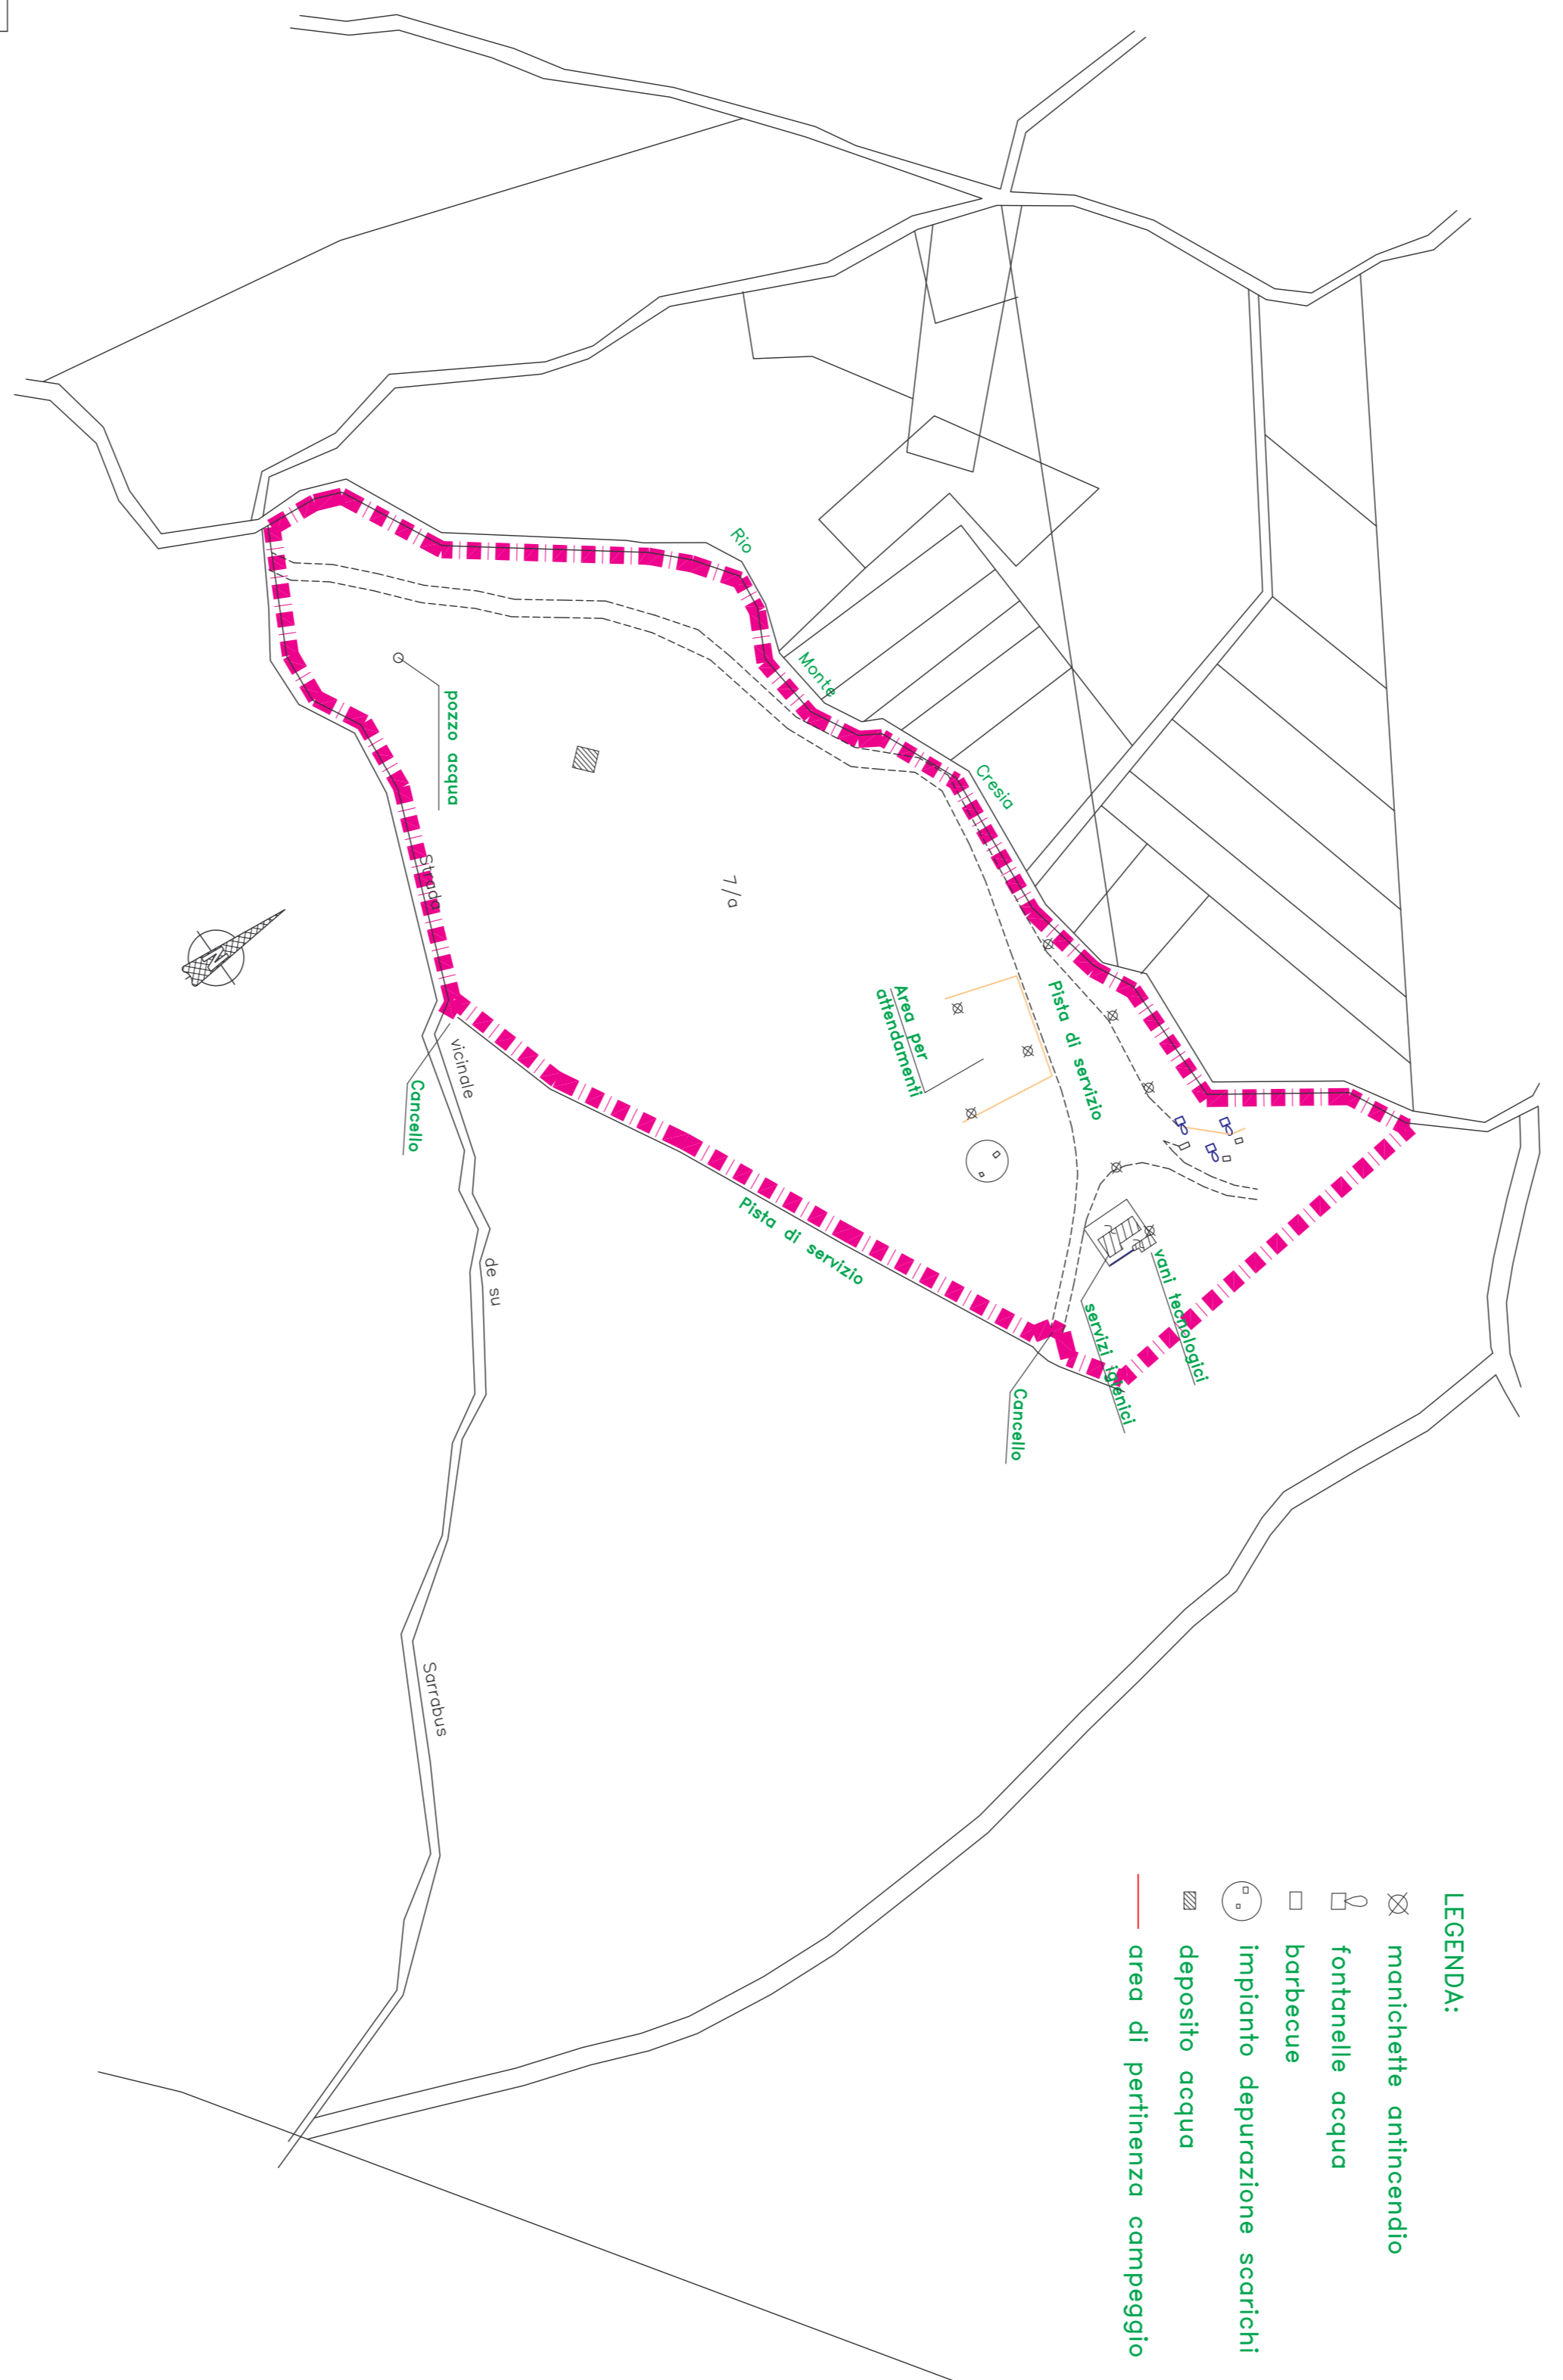 LEGENDA:
manichette antincendio
fontanelle acqua
barbecue
impianto depurazione scarichi
deposito acqua
area di pertinenza campeggio
Rio
Monte
Cresia
Pista di servizio
Area per
attendamenti
vani tecnologici
servizi igienici
Cancello
7/a
pozzo acqua
Pista di servizio
Cancello
Strada
vicinale
de su
Sarrabus
N